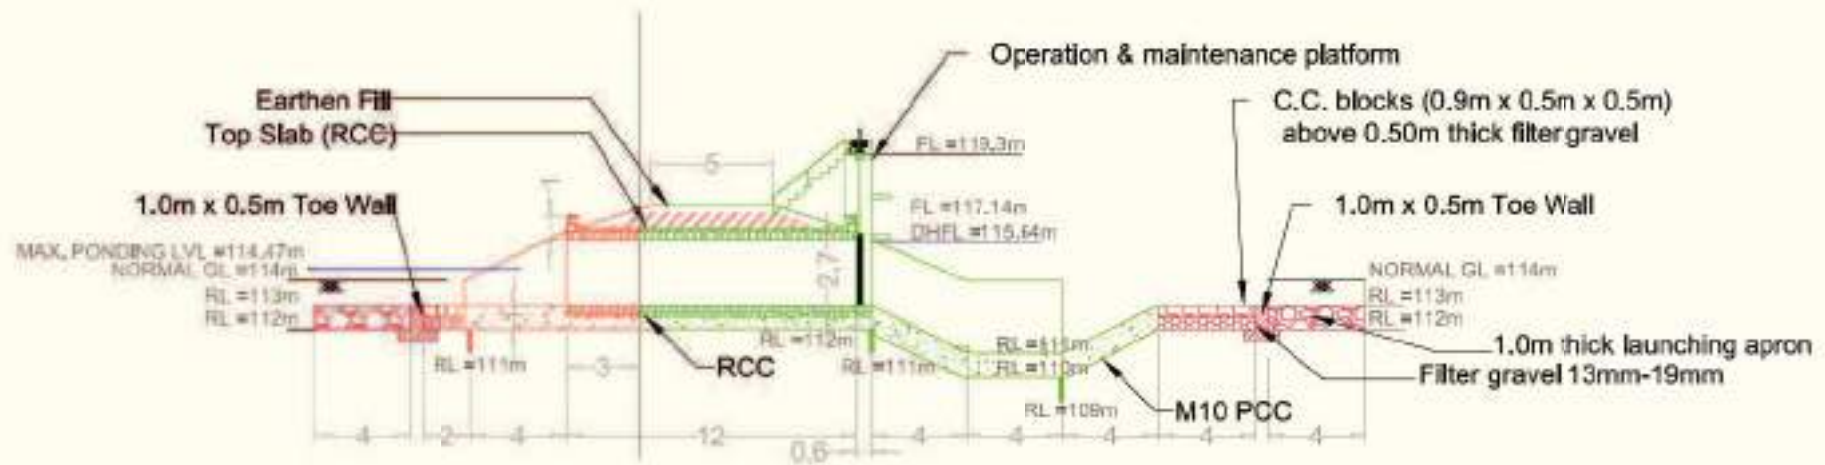 Operation & maintenance platform
Earthen Fill
Top Slab (RCC)
C.C. blocks (0.9m x 0.5m x 0.5m)
above 0.50m thick filter gravel
5
FL =119.3m
1.0m x 0.5m Toe Wall
1.0m x 0.5m Toe Wall
FL =117.14m
DHFL =115.64m
MAX. PONDING LVL =114.47m
NORMAL GL =114m
RL =113m
RL =112m
2.7
NORMAL GL =114m
RL =113m
RL =112m
RL =112m
RL =111m
RL =111m
RL =111m
RL =110m
3
RCC
1.0m thick launching apron
Filter gravel 13mm-19mm
RL =109m
M10 PCC
4
2
4
12
0.6
4
4
4
4
4